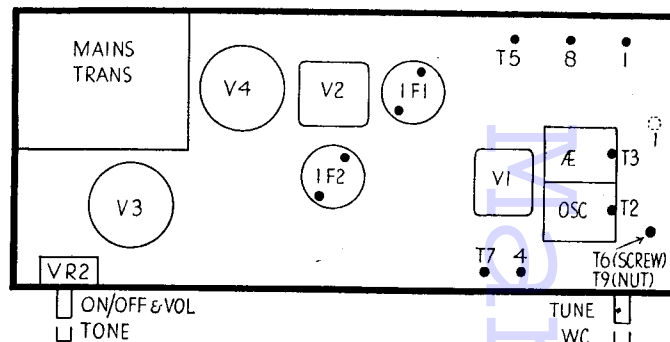 MAINS
TRANS
V4
V2
IF1
T5 8 1
1
IF2
V1
Æ T3
OSC T2
V3
T6 (SCREW)
T9 (NUT)
T7 4
VR2
ON/OFF & VOL
TONE
TUNE
WC